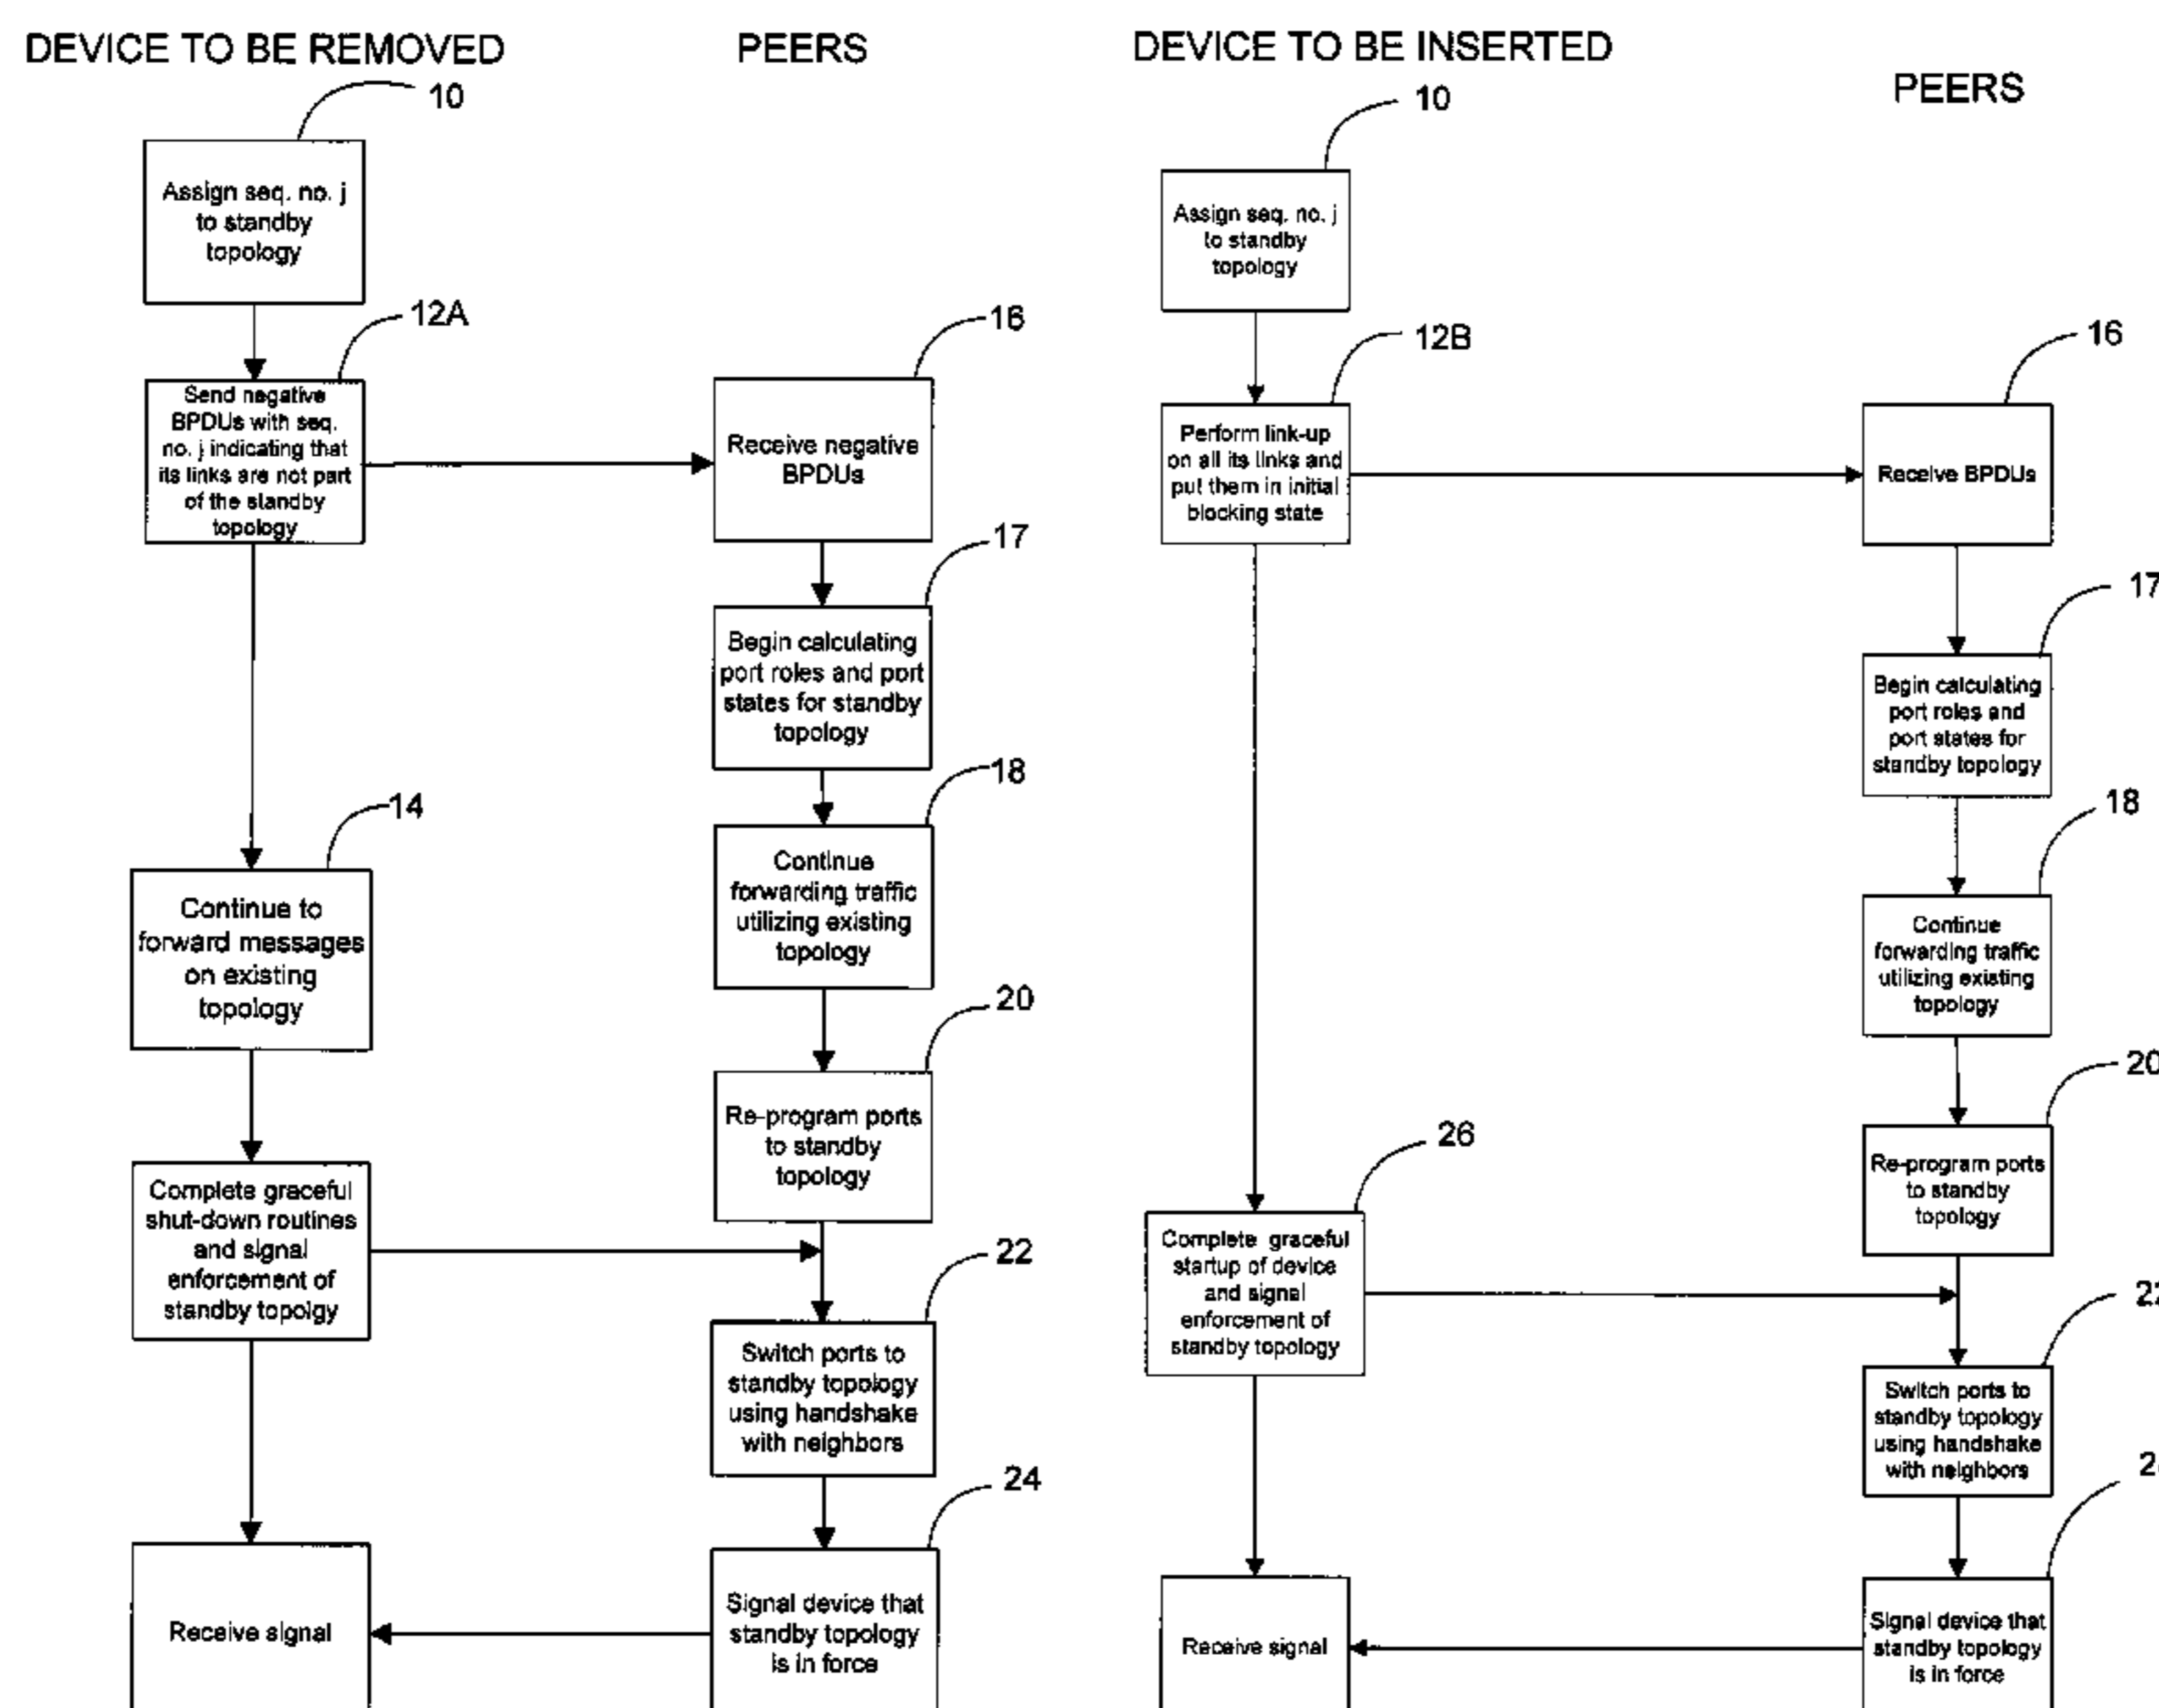 DEVICE TO BE REMOVED
PEERS
10
Assign seq. no. j
to standby
topology
12A
Send negative
BPDUs with seq.
no. j indicating that
its links are not part
of the standby
topology
16
Receive negative
BPDUs
17
Begin calculating
port roles and port
states for standby
topology
18
Continue
forwarding traffic
utilizing existing
topology
14
Continue to
forward messages
on existing
topology
20
Re-program ports
to standby
topology
Complete graceful
shut-down routines
and signal
enforcement of
standby topolgy
22
Switch ports to
standby topology
using handshake
with neighbors
24
Signal device that
standby topology
is in force
Receive signal
DEVICE TO BE INSERTED
PEERS
10
Assign seq. no. j
to standby
topology
12B
Perform link-up
on all its links and
put them in initial
blocking state
16
Receive BPDUs
17
Begin calculating
port roles and
port states for
standby topology
18
Continue
forwarding traffic
utilizing existing
topology
20
Re-program ports
to standby
topology
26
Complete graceful
startup of device
and signal
enforcement of
standby topology
Switch ports to
standby topology
using handshake
with neighbors
Signal device that
standby topology
is in force
Receive signal